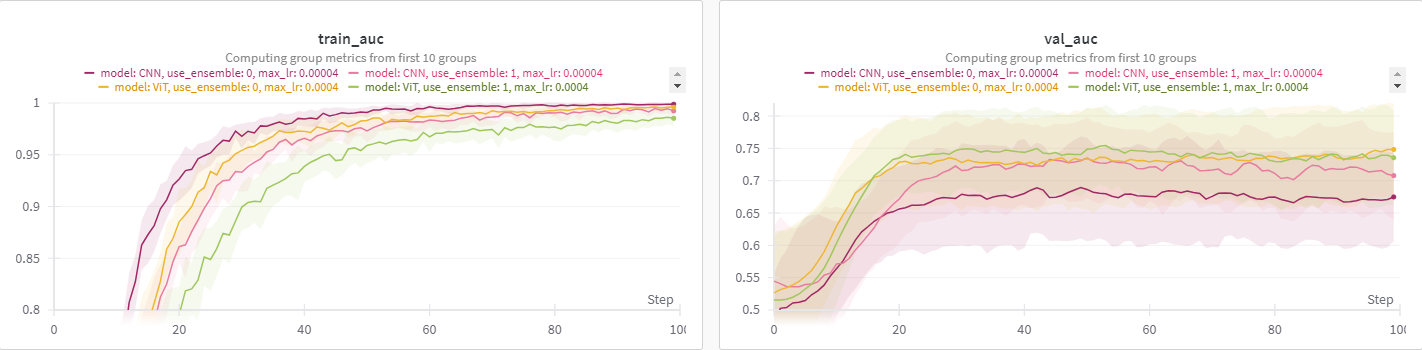 train_auc
Computing group metrics from first 10 groups
model: CNN, use_ensemble: 0, max_lr: 0.00004 model: CNN, use_ensemble: 1, max_lr: 0.00004
model: ViT, use_ensemble: 0, max_lr: 0.0004 model: ViT, use_ensemble: 1, max_lr: 0.0004
1
0.95
0.9
0.85
0.8
Step
0 20 40 60 80 10
val_auc
Computing group metrics from first 10 groups
model: CNN, use_ensemble: 0, max_lr: 0.00004 model: CNN, use_ensemble: 1, max_lr: 0.00004
model: ViT, use_ensemble: 0, max_lr: 0.0004 model: ViT, use_ensemble: 1, max_lr: 0.0004
0.8
0.75
0.7
0.65
0.6
0.55
0.5
Step
0 20 40 60 80 100